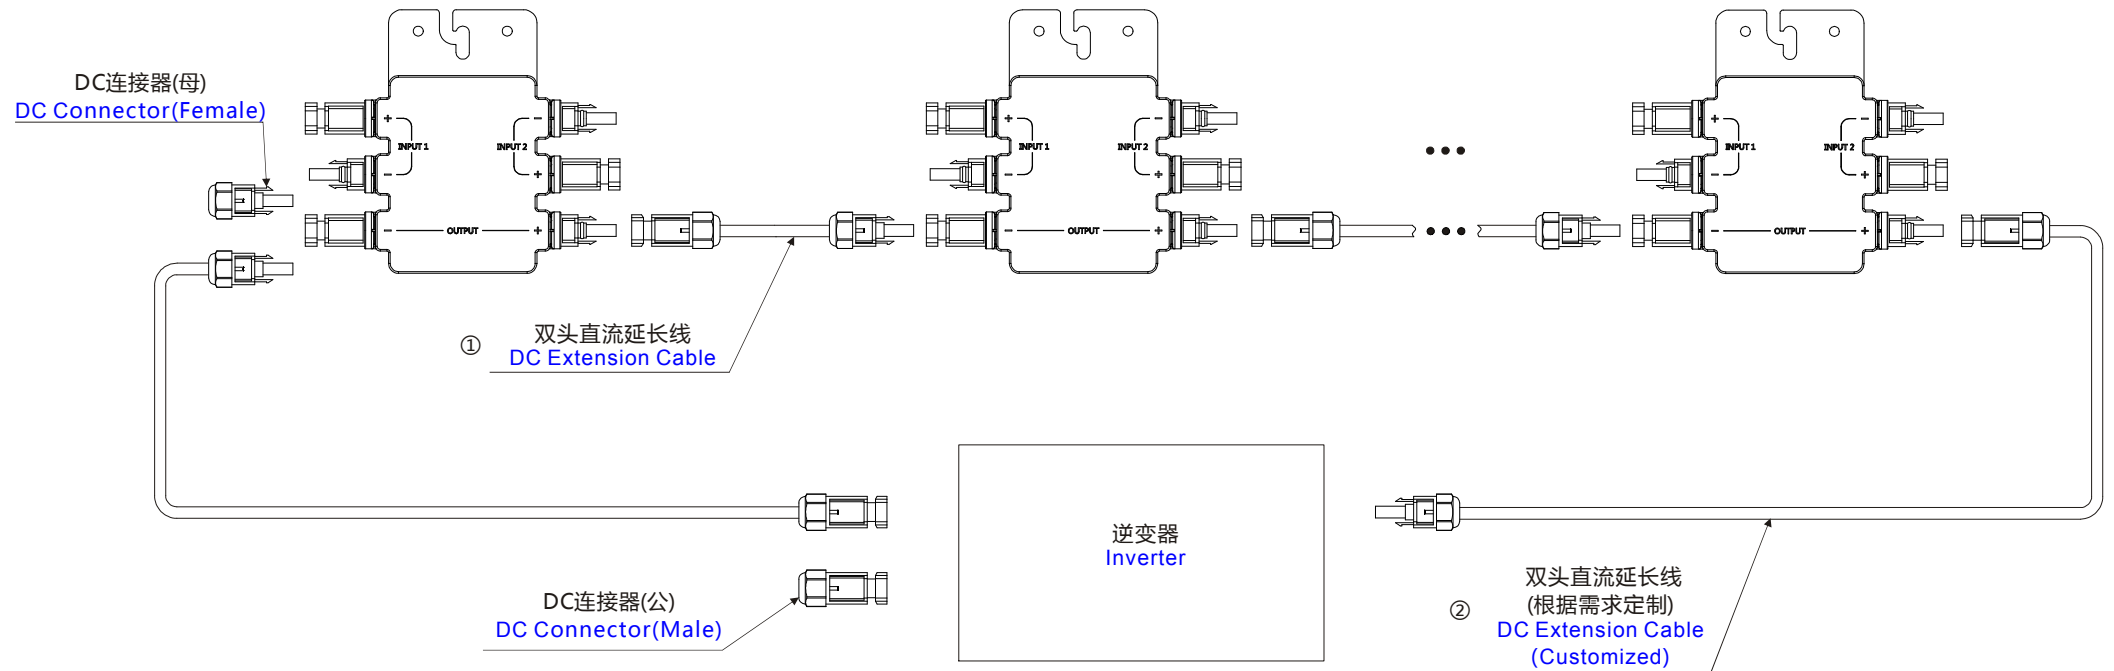 DC连接器(母)
DC Connector(Female)
+ - 
INPUT 1 INPUT 2
- +
- OUTPUT +
+ -
INPUT 1 INPUT 2
- +
- OUTPUT +
+ -
INPUT 1 INPUT 2
- +
- OUTPUT +
① 双头直流延长线
DC Extension Cable
逆变器
Inverter
DC连接器(公)
DC Connector(Male)
② 双头直流延长线
(根据需求定制)
DC Extension Cable
(Customized)